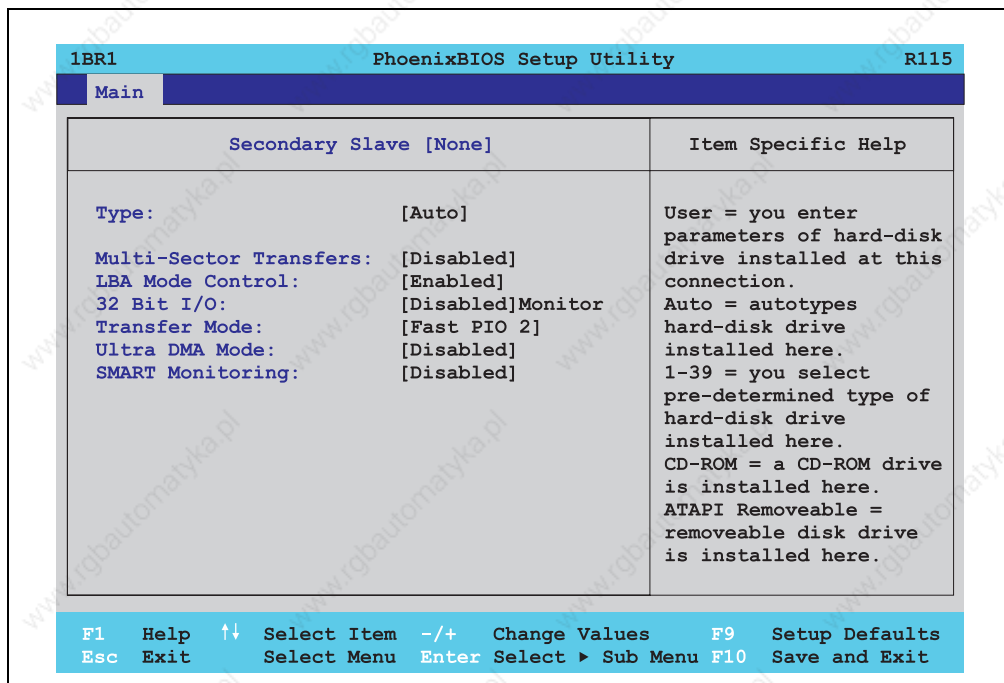 1BR1 PhoenixBIOS Setup Utility R115
Main
Secondary Slave [None]
Item Specific Help
Type: [Auto]
Multi-Sector Transfers: [Disabled]
LBA Mode Control: [Enabled]
32 Bit I/O: [Disabled]Monitor
Transfer Mode: [Fast PIO 2]
Ultra DMA Mode: [Disabled]
SMART Monitoring: [Disabled]
User = you enter
parameters of hard-disk
drive installed at this
connection.
Auto = autotypes
hard-disk drive
installed here.
1-39 = you select
pre-determined type of
hard-disk drive
installed here.
CD-ROM = a CD-ROM drive
is installed here.
ATAPI Removeable =
removeable disk drive
is installed here.
F1 Help ↑↓ Select Item -/+ Change Values F9 Setup Defaults
Esc Exit Select Menu Enter Select ▶ Sub Menu F10 Save and Exit
www.rgbautomatyka.pl